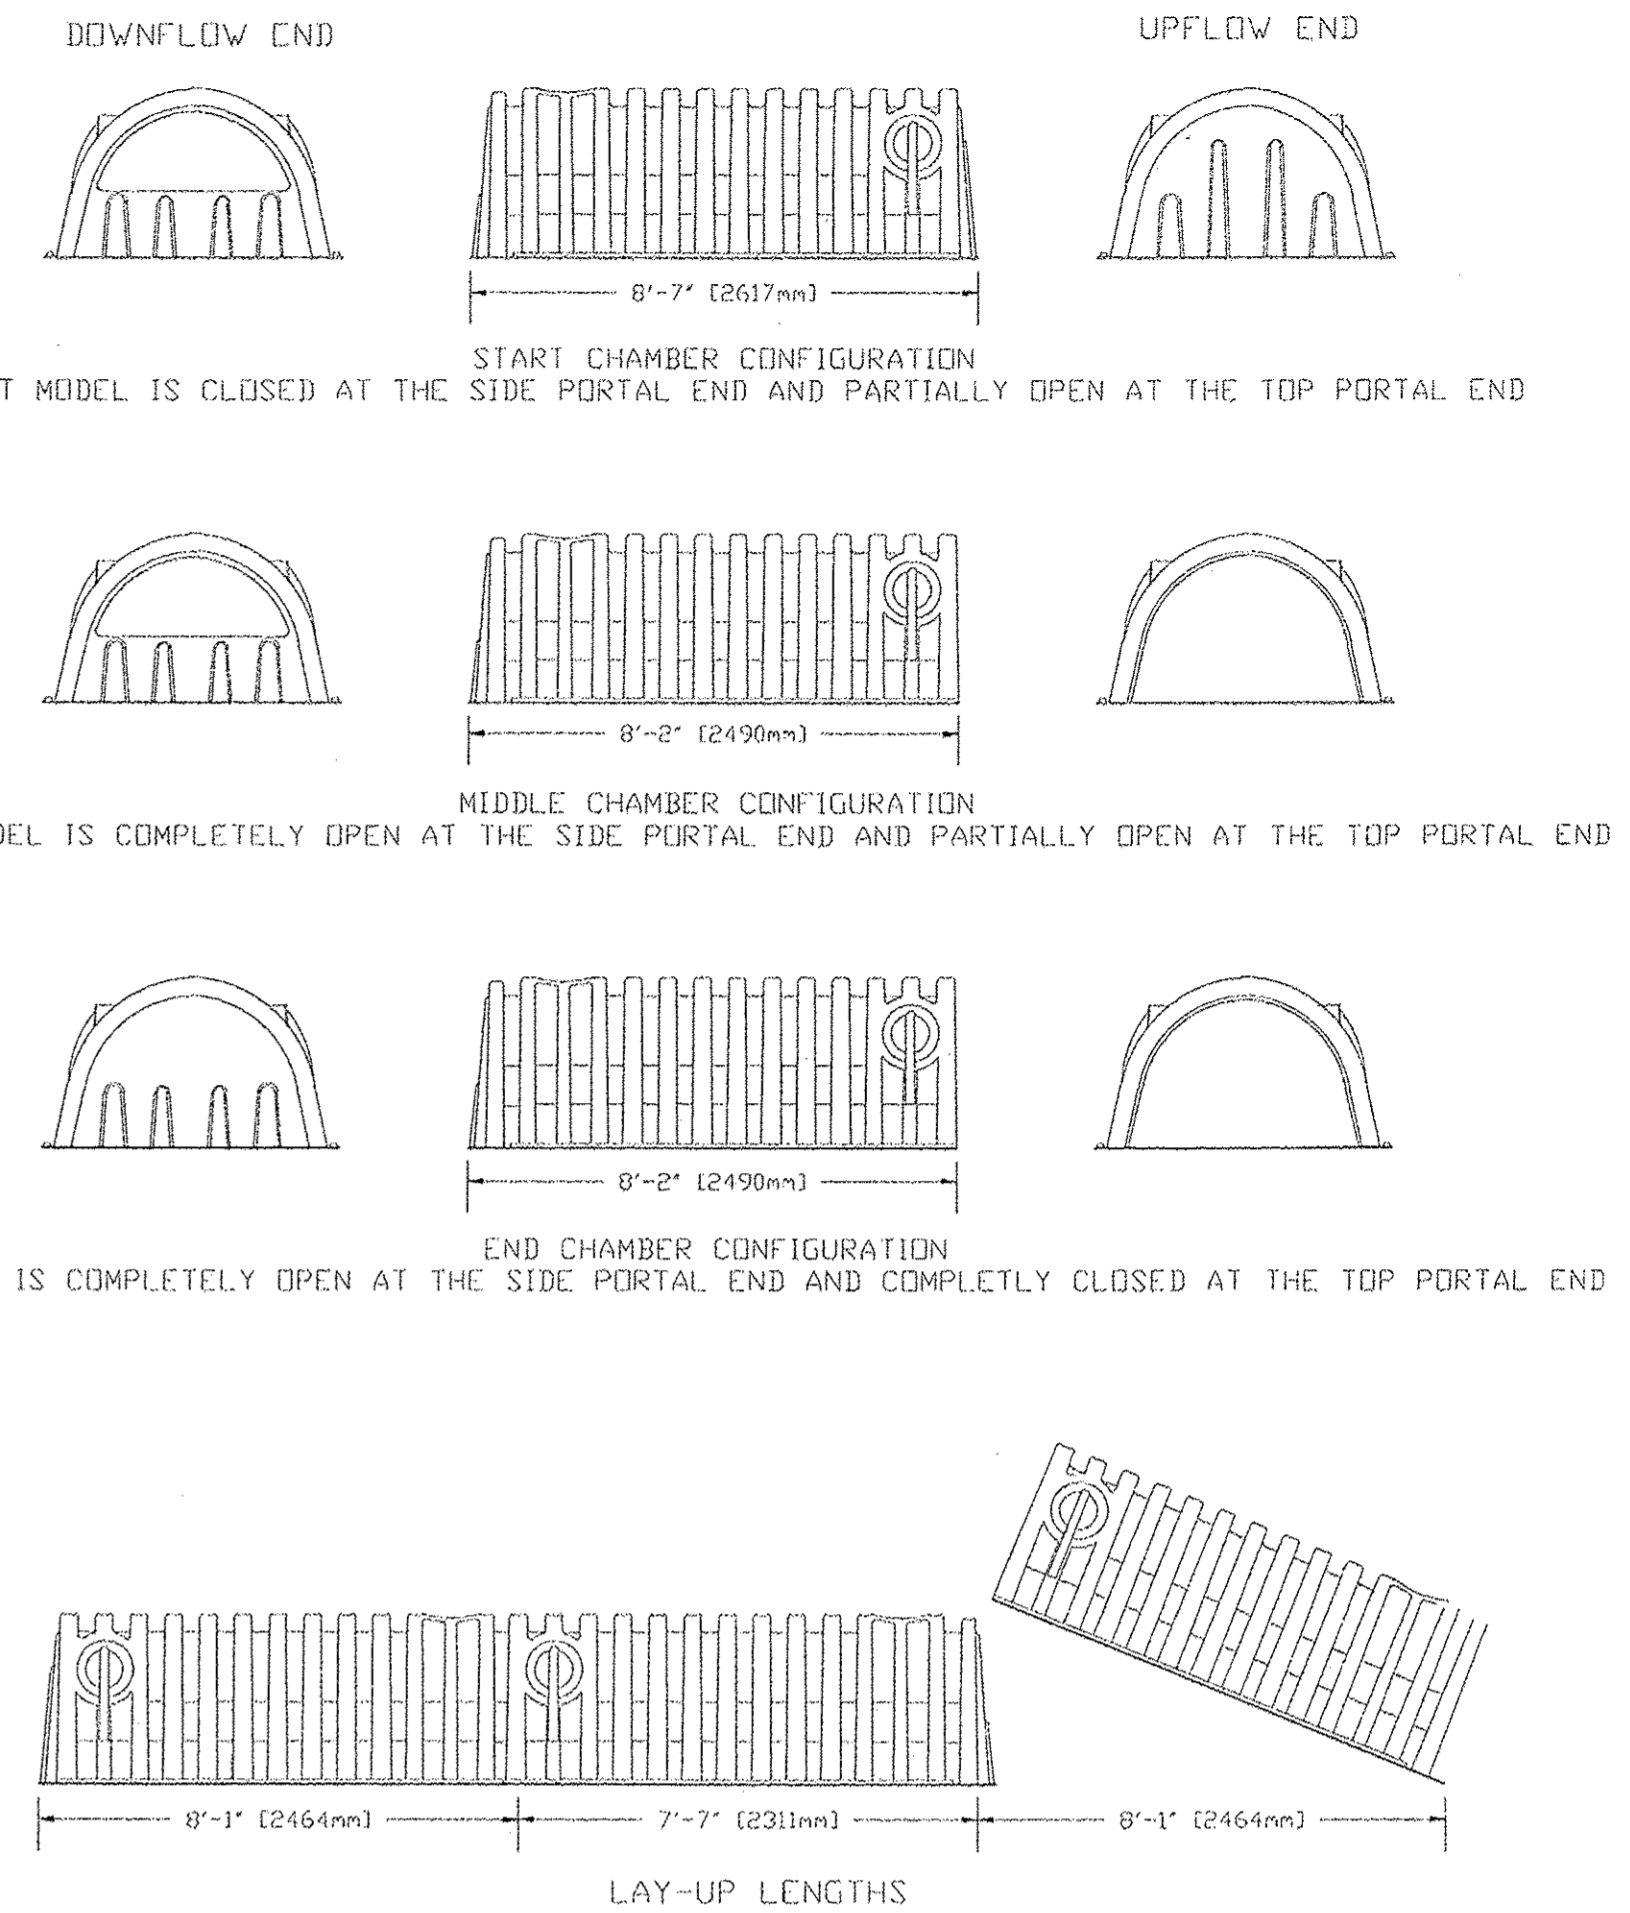 DOWNFLOW END
UPFLOW END
8'-7" [2617mm]
START CHAMBER CONFIGURATION
T MODEL IS CLOSED AT THE SIDE PORTAL END AND PARTIALLY OPEN AT THE TOP PORTAL END
8'-2" [2490mm]
MIDDLE CHAMBER CONFIGURATION
DEL IS COMPLETELY OPEN AT THE SIDE PORTAL END AND PARTIALLY OPEN AT THE TOP PORTAL END
8'-2" [2490mm]
END CHAMBER CONFIGURATION
IS COMPLETELY OPEN AT THE SIDE PORTAL END AND COMPLETLY CLOSED AT THE TOP PORTAL END
8'-1" [2464mm]
7'-7" [2311mm]
8'-1" [2464mm]
LAY-UP LENGTHS